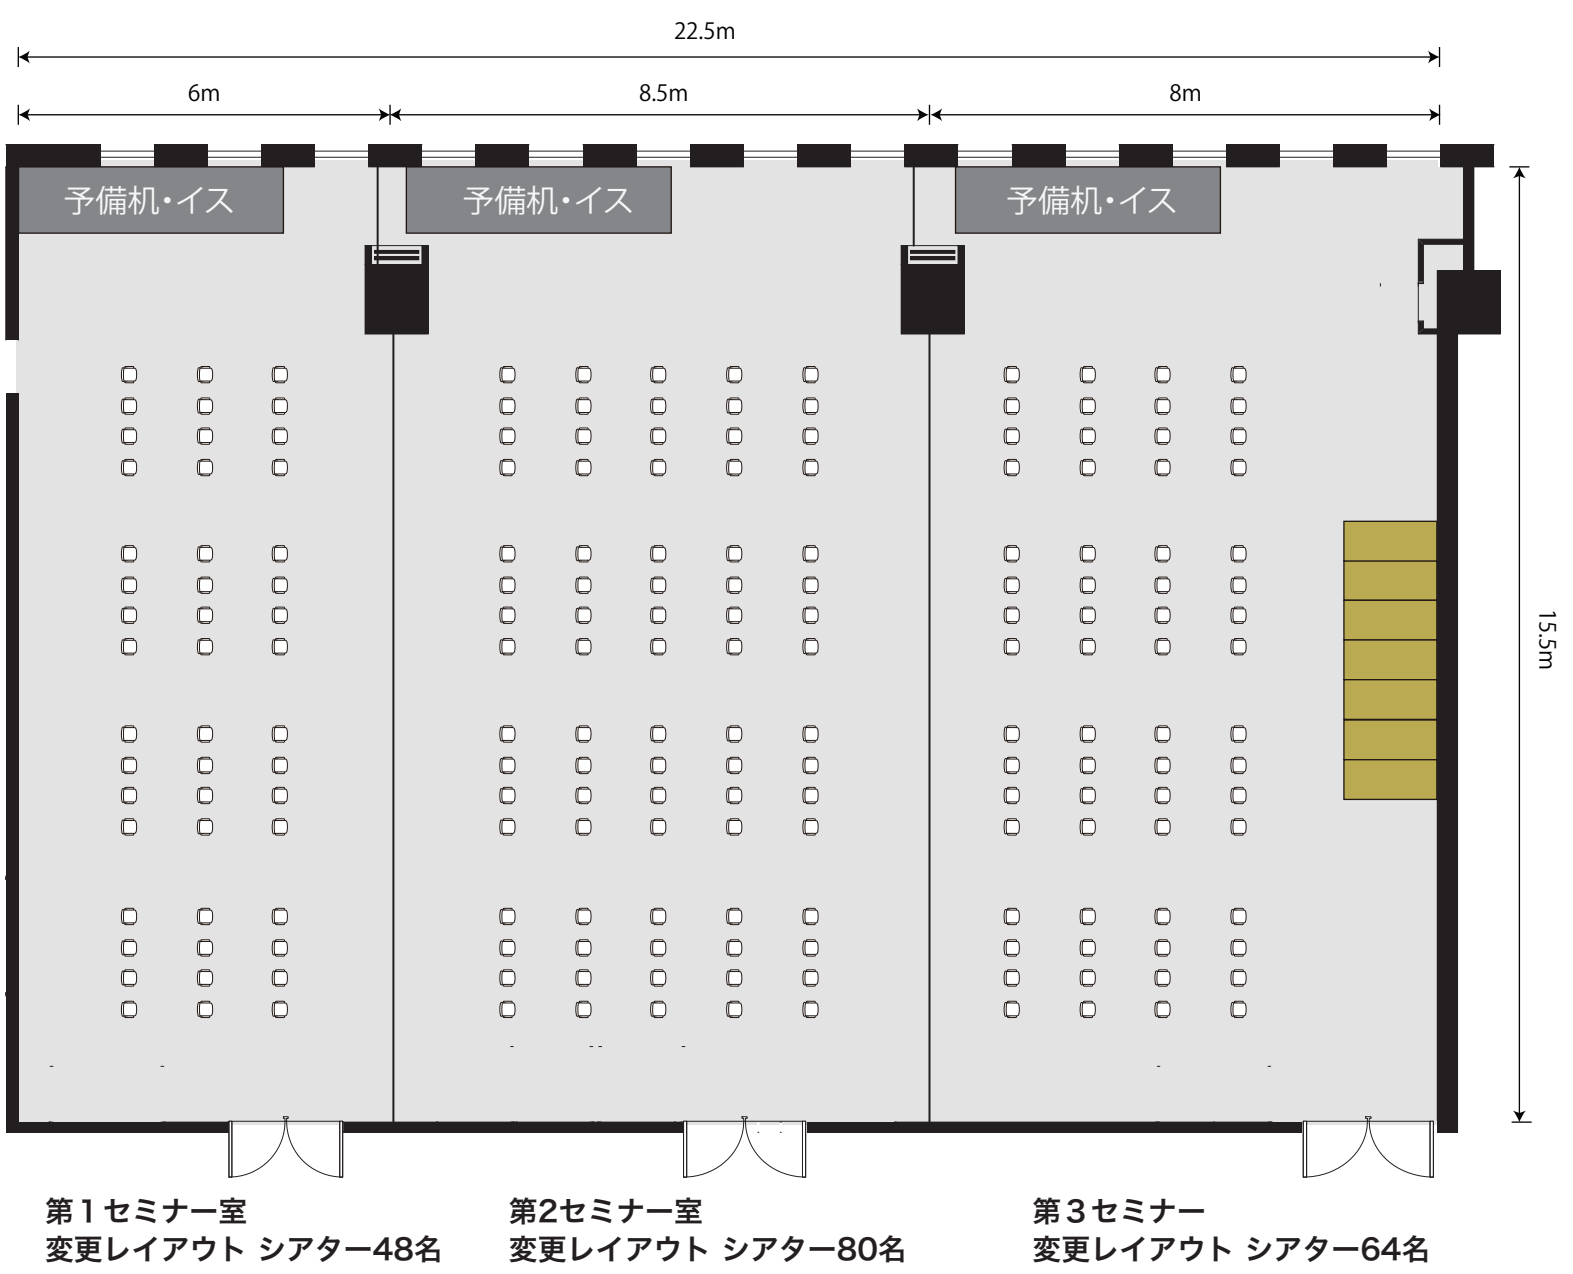 22.5m
6m
8.5m
8m
予備机・イス
予備机・イス
予備机・イス
15.5m
第１セミナー室
変更レイアウト シアター48名
第2セミナー室
変更レイアウト シアター80名
第３セミナー
変更レイアウト シアター64名